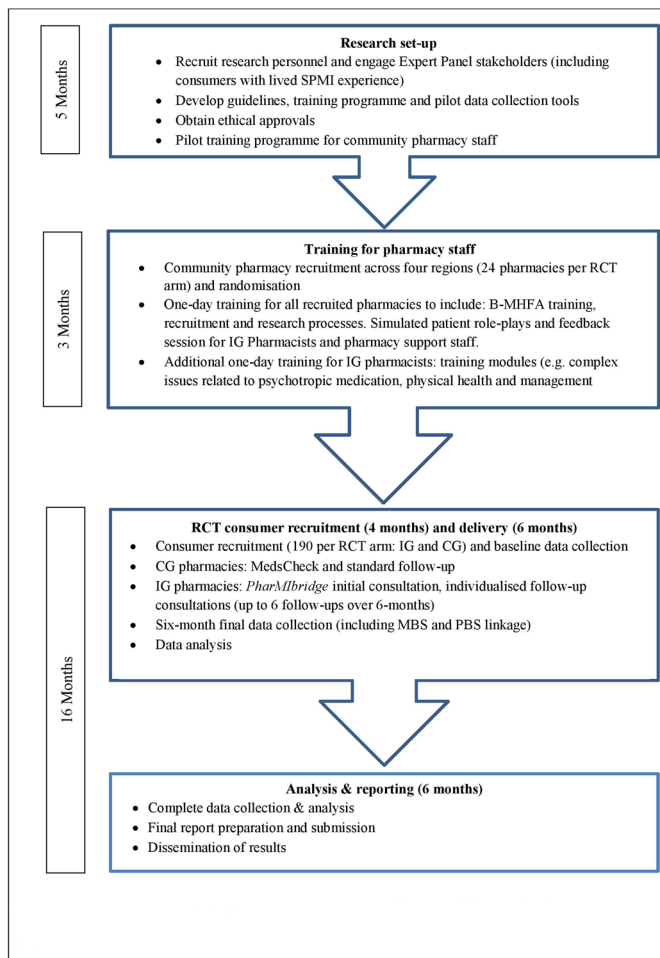 5 Months
Research set-up
• Recruit research personnel and engage Expert Panel stakeholders (including
consumers with lived SPMI experience)
• Develop guidelines, training programme and pilot data collection tools
• Obtain ethical approvals
• Pilot training programme for community pharmacy staff
3 Months
Training for pharmacy staff
• Community pharmacy recruitment across four regions (24 pharmacies per RCT
arm) and randomisation
• One-day training for all recruited pharmacies to include: B-MHFA training,
recruitment and research processes. Simulated patient role-plays and feedback
session for IG Pharmacists and pharmacy support staff.
• Additional one-day training for IG pharmacists: training modules (e.g. complex
issues related to psychotropic medication, physical health and management
16 Months
RCT consumer recruitment (4 months) and delivery (6 months)
• Consumer recruitment (190 per RCT arm: IG and CG) and baseline data collection
• CG pharmacies: MedsCheck and standard follow-up
• IG pharmacies: PharMIbridge initial consultation, individualised follow-up
consultations (up to 6 follow-ups over 6-months)
• Six-month final data collection (including MBS and PBS linkage)
• Data analysis
Analysis & reporting (6 months)
• Complete data collection & analysis
• Final report preparation and submission
• Dissemination of results